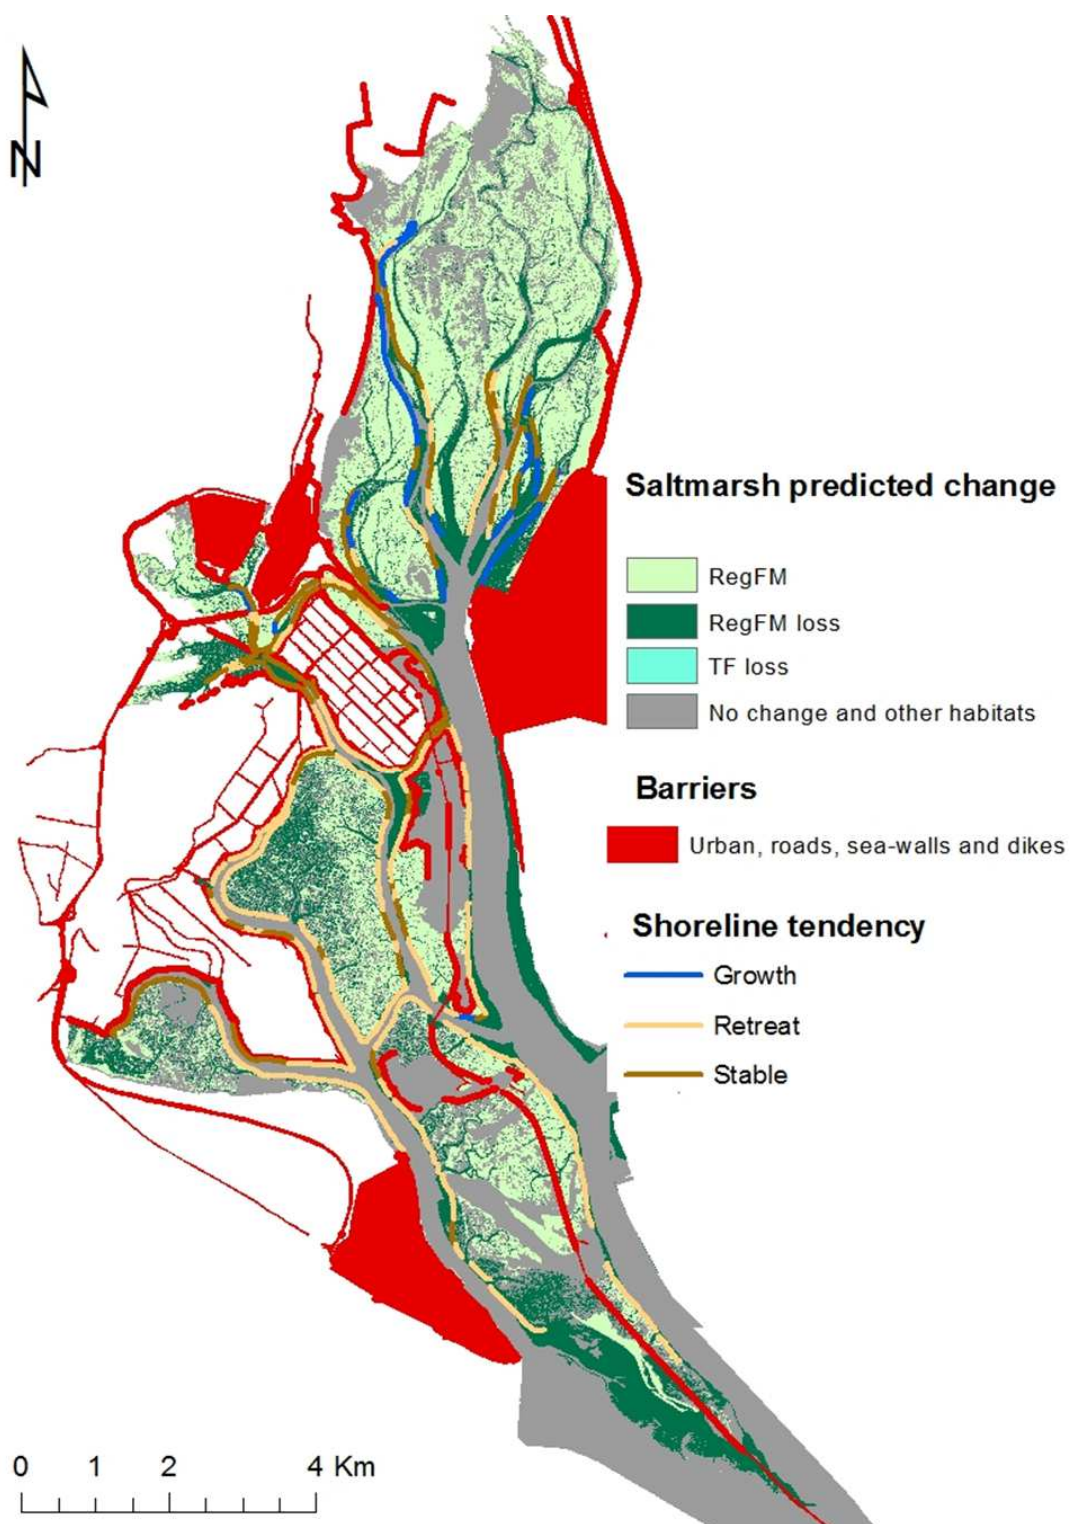 N
Saltmarsh predicted change
RegFM
RegFM loss
TF loss
No change and other habitats
Barriers
Urban, roads, sea-walls and dikes
Shoreline tendency
Growth
Retreat
Stable
0 1 2 4 Km